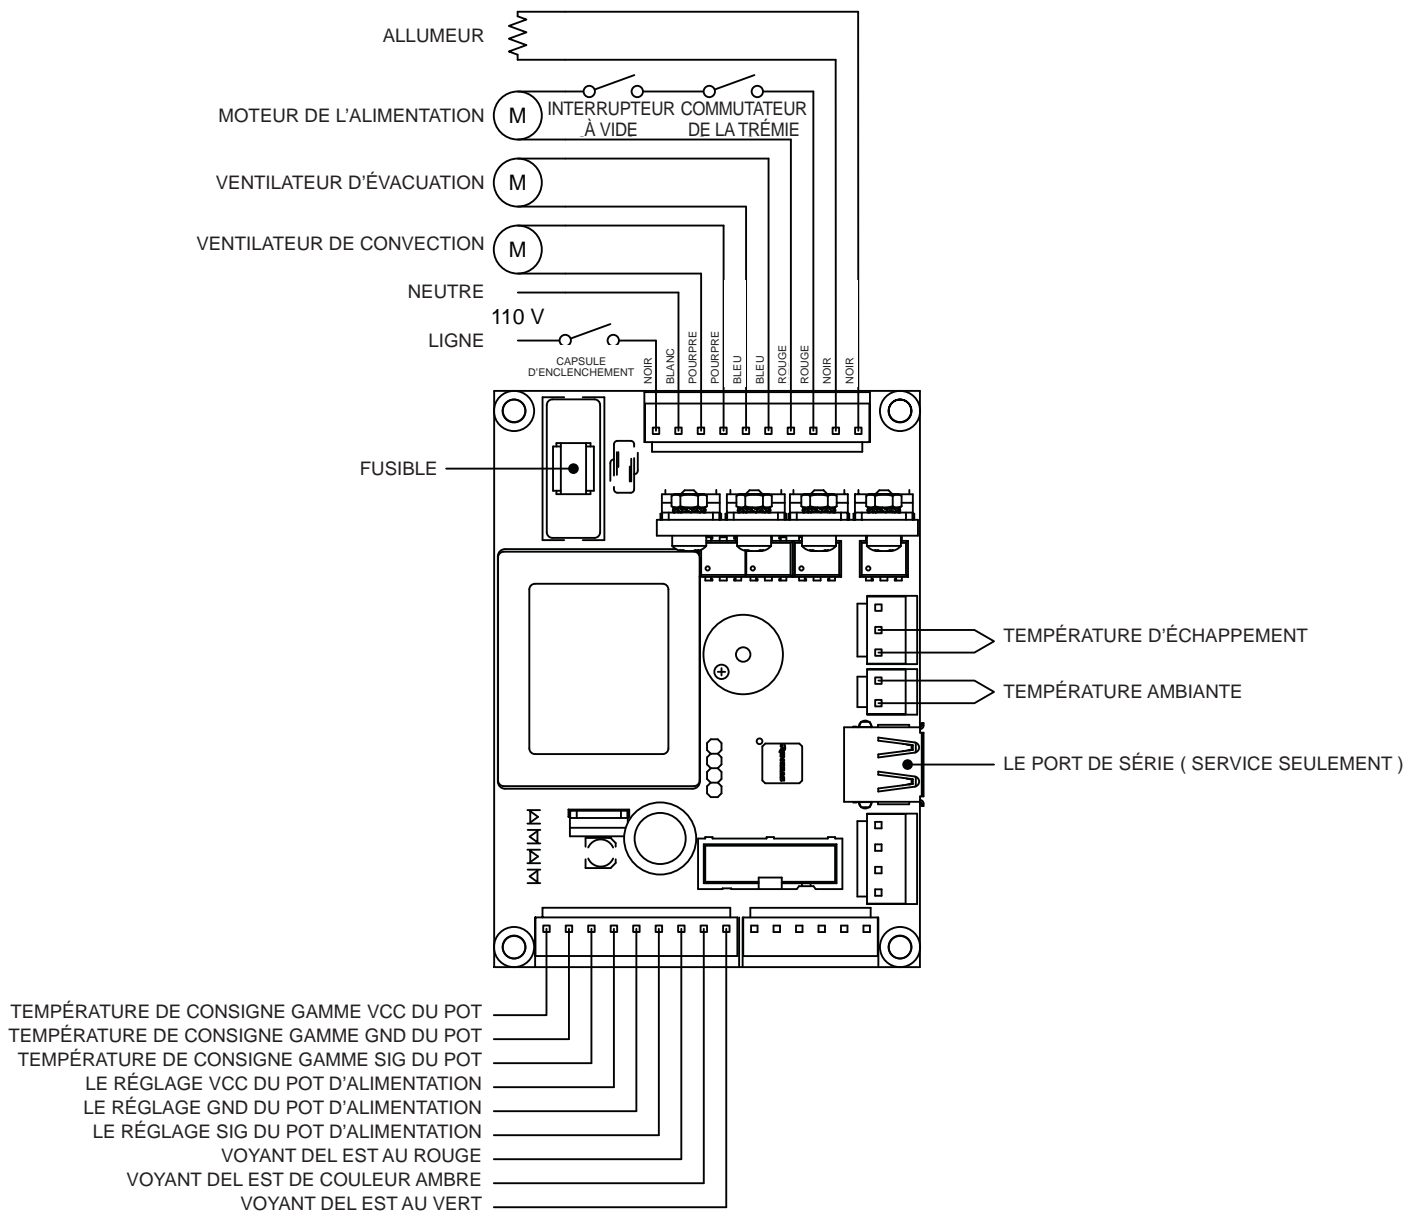 ALLUMEUR
MOTEUR DE L'ALIMENTATION
M
INTERRUPTEUR
À VIDE
COMMUTATEUR
DE LA TRÉMIE
VENTILATEUR D'ÉVACUATION
M
VENTILATEUR DE CONVECTION
M
NEUTRE
110 V
LIGNE
CAPSULE
D'ENCLENCHEMENT
NOIR
BLANC
POURPRE
POURPRE
BLEU
BLEU
ROUGE
ROUGE
NOIR
NOIR
FUSIBLE
TEMPÉRATURE D'ÉCHAPPEMENT
TEMPÉRATURE AMBIANTE
LE PORT DE SÉRIE ( SERVICE SEULEMENT )
TEMPÉRATURE DE CONSIGNE GAMME VCC DU POT
TEMPÉRATURE DE CONSIGNE GAMME GND DU POT
TEMPÉRATURE DE CONSIGNE GAMME SIG DU POT
LE RÉGLAGE VCC DU POT D'ALIMENTATION
LE RÉGLAGE GND DU POT D'ALIMENTATION
LE RÉGLAGE SIG DU POT D'ALIMENTATION
VOYANT DEL EST AU ROUGE
VOYANT DEL EST DE COULEUR AMBRE
VOYANT DEL EST AU VERT